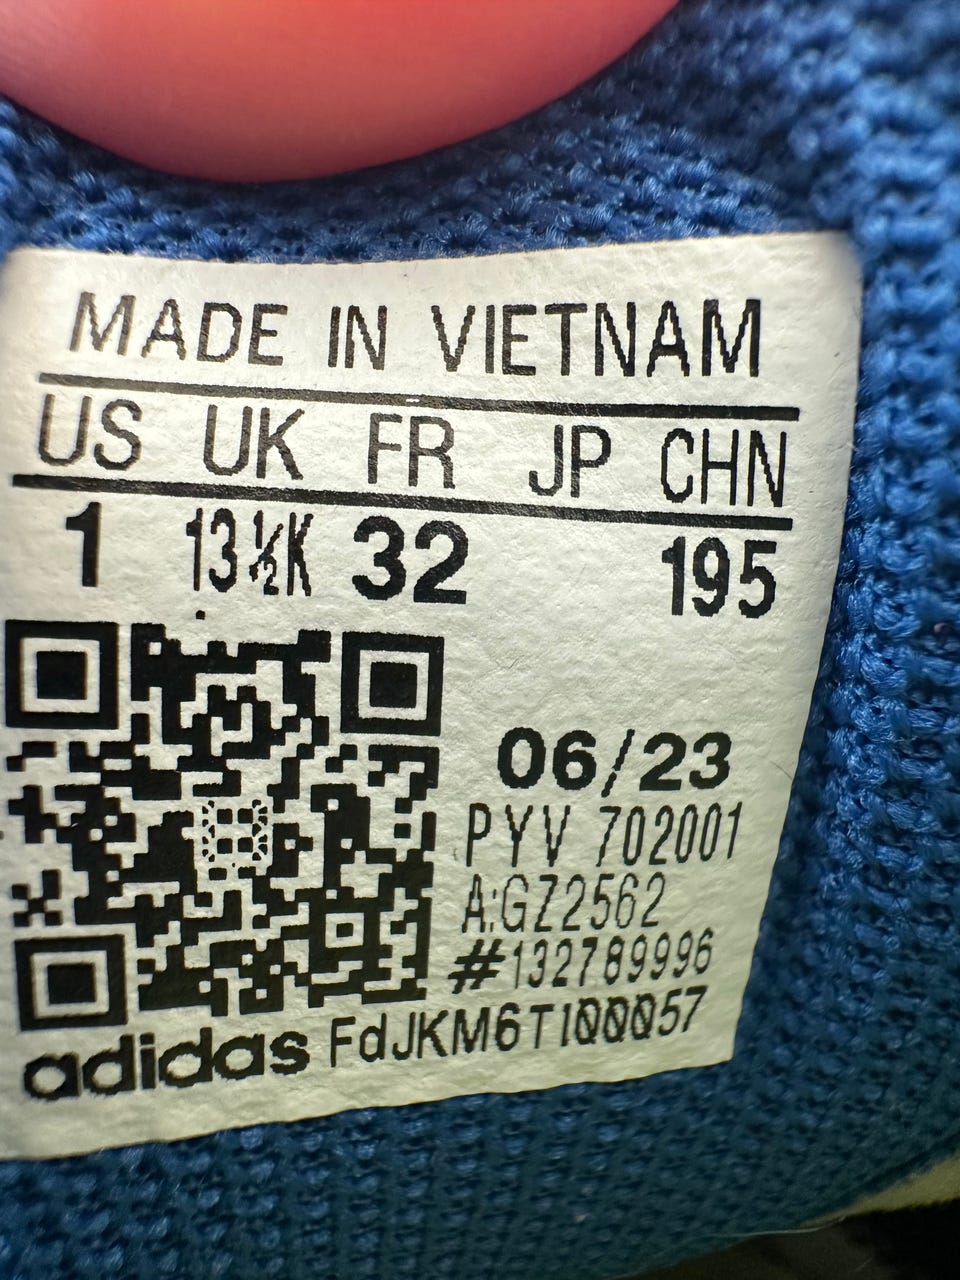 MADE IN VIETNAM
US UK FR JP CHN
1 13½K 32 195
06/23
PYV 702001
A:GZ2562
#132789996
adidas FdJKM6T100057